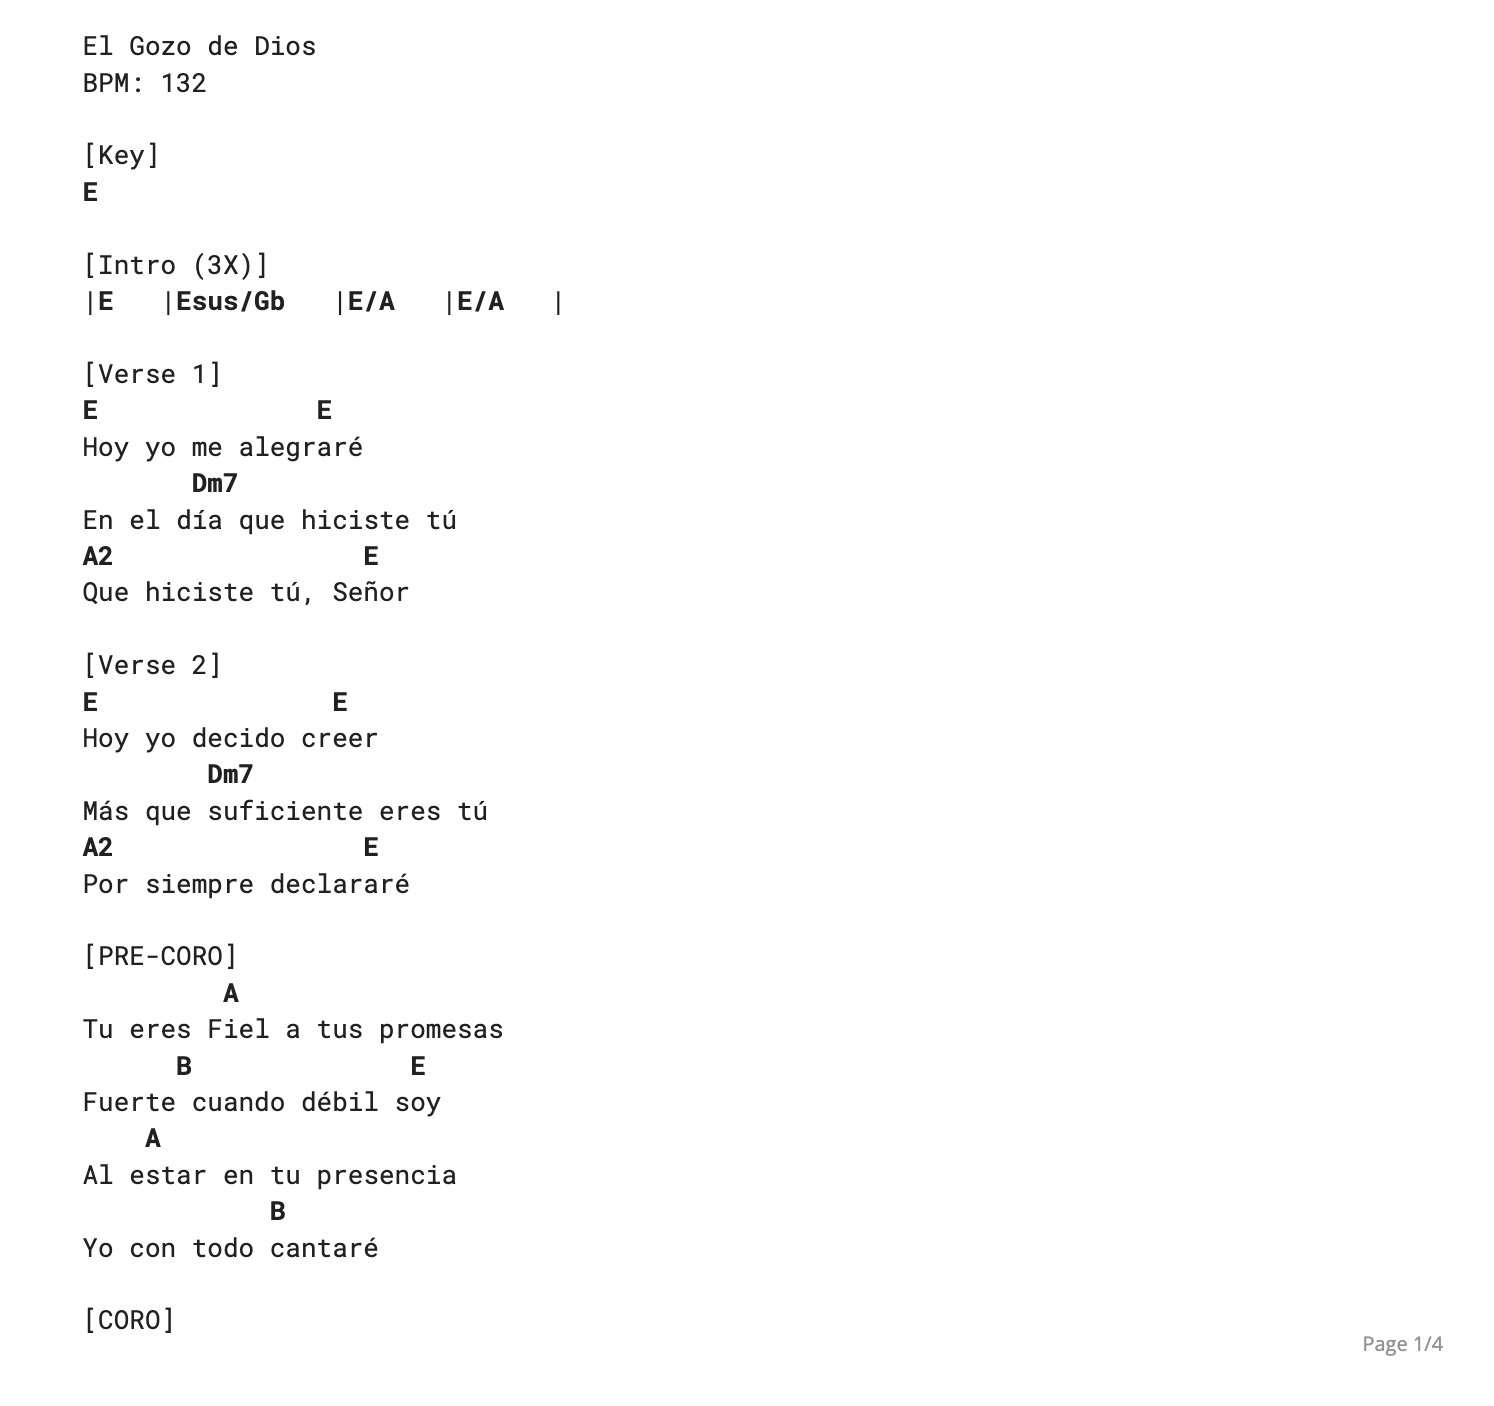 El Gozo de Dios
BPM: 132
[Key]
E
[Intro (3X)]
|E   |Esus/Gb   |E/A   |E/A   |
[Verse 1]
E              E
Hoy yo me alegraré
       Dm7
En el día que hiciste tú
A2                E
Que hiciste tú, Señor
[Verse 2]
E               E
Hoy yo decido creer
        Dm7
Más que suficiente eres tú
A2                E
Por siempre declararé
[PRE-CORO]
         A
Tu eres Fiel a tus promesas
      B              E
Fuerte cuando débil soy
    A
Al estar en tu presencia
            B
Yo con todo cantaré
[CORO]
Page 1/4